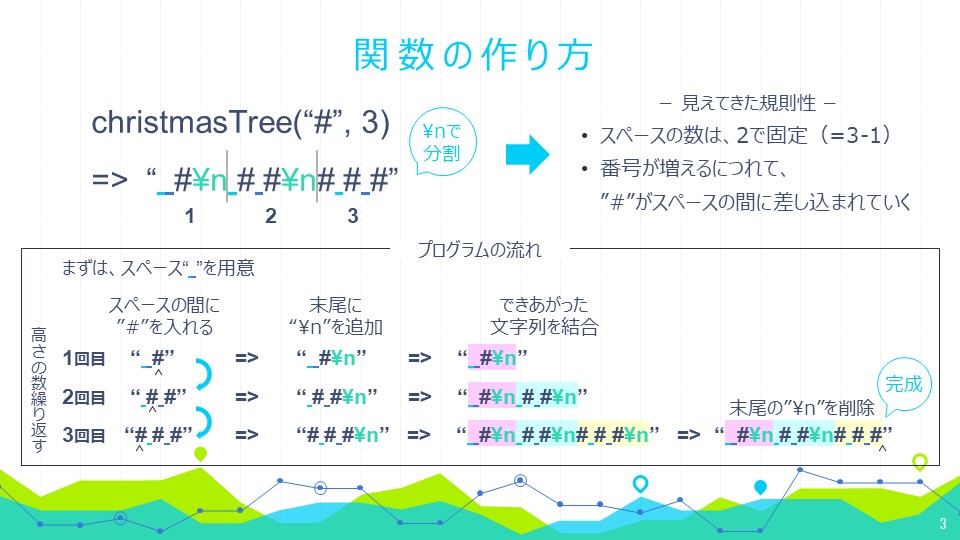 関数の作り方
christmasTree(“#”, 3)
=> “_ _#¥n_#_#¥n#_#_#”
1 2 3
¥nで
分割
− 見えてきた規則性 −
• スペースの数は、2で固定（=3-1）
• 番号が増えるにつれて、
”#”がスペースの間に差し込まれていく
プログラムの流れ
まずは、スペース“_ _”を用意
高さの数繰り返す
スペースの間に
”#”を入れる
末尾に
“¥n”を追加
できあがった
文字列を結合
1回目 “_ _#” => “_ _#¥n” => “_ _#¥n”
^
2回目 “_#_#” => “_#_#¥n” => “_ _#¥n_#_#¥n”
^
完成
末尾の”¥n”を削除
3回目 “#_#_#” => “#_#_#¥n” => “_ _#¥n_#_#¥n#_#_#¥n” => “_ _#¥n_#_#¥n#_#_#”
^ ^
3